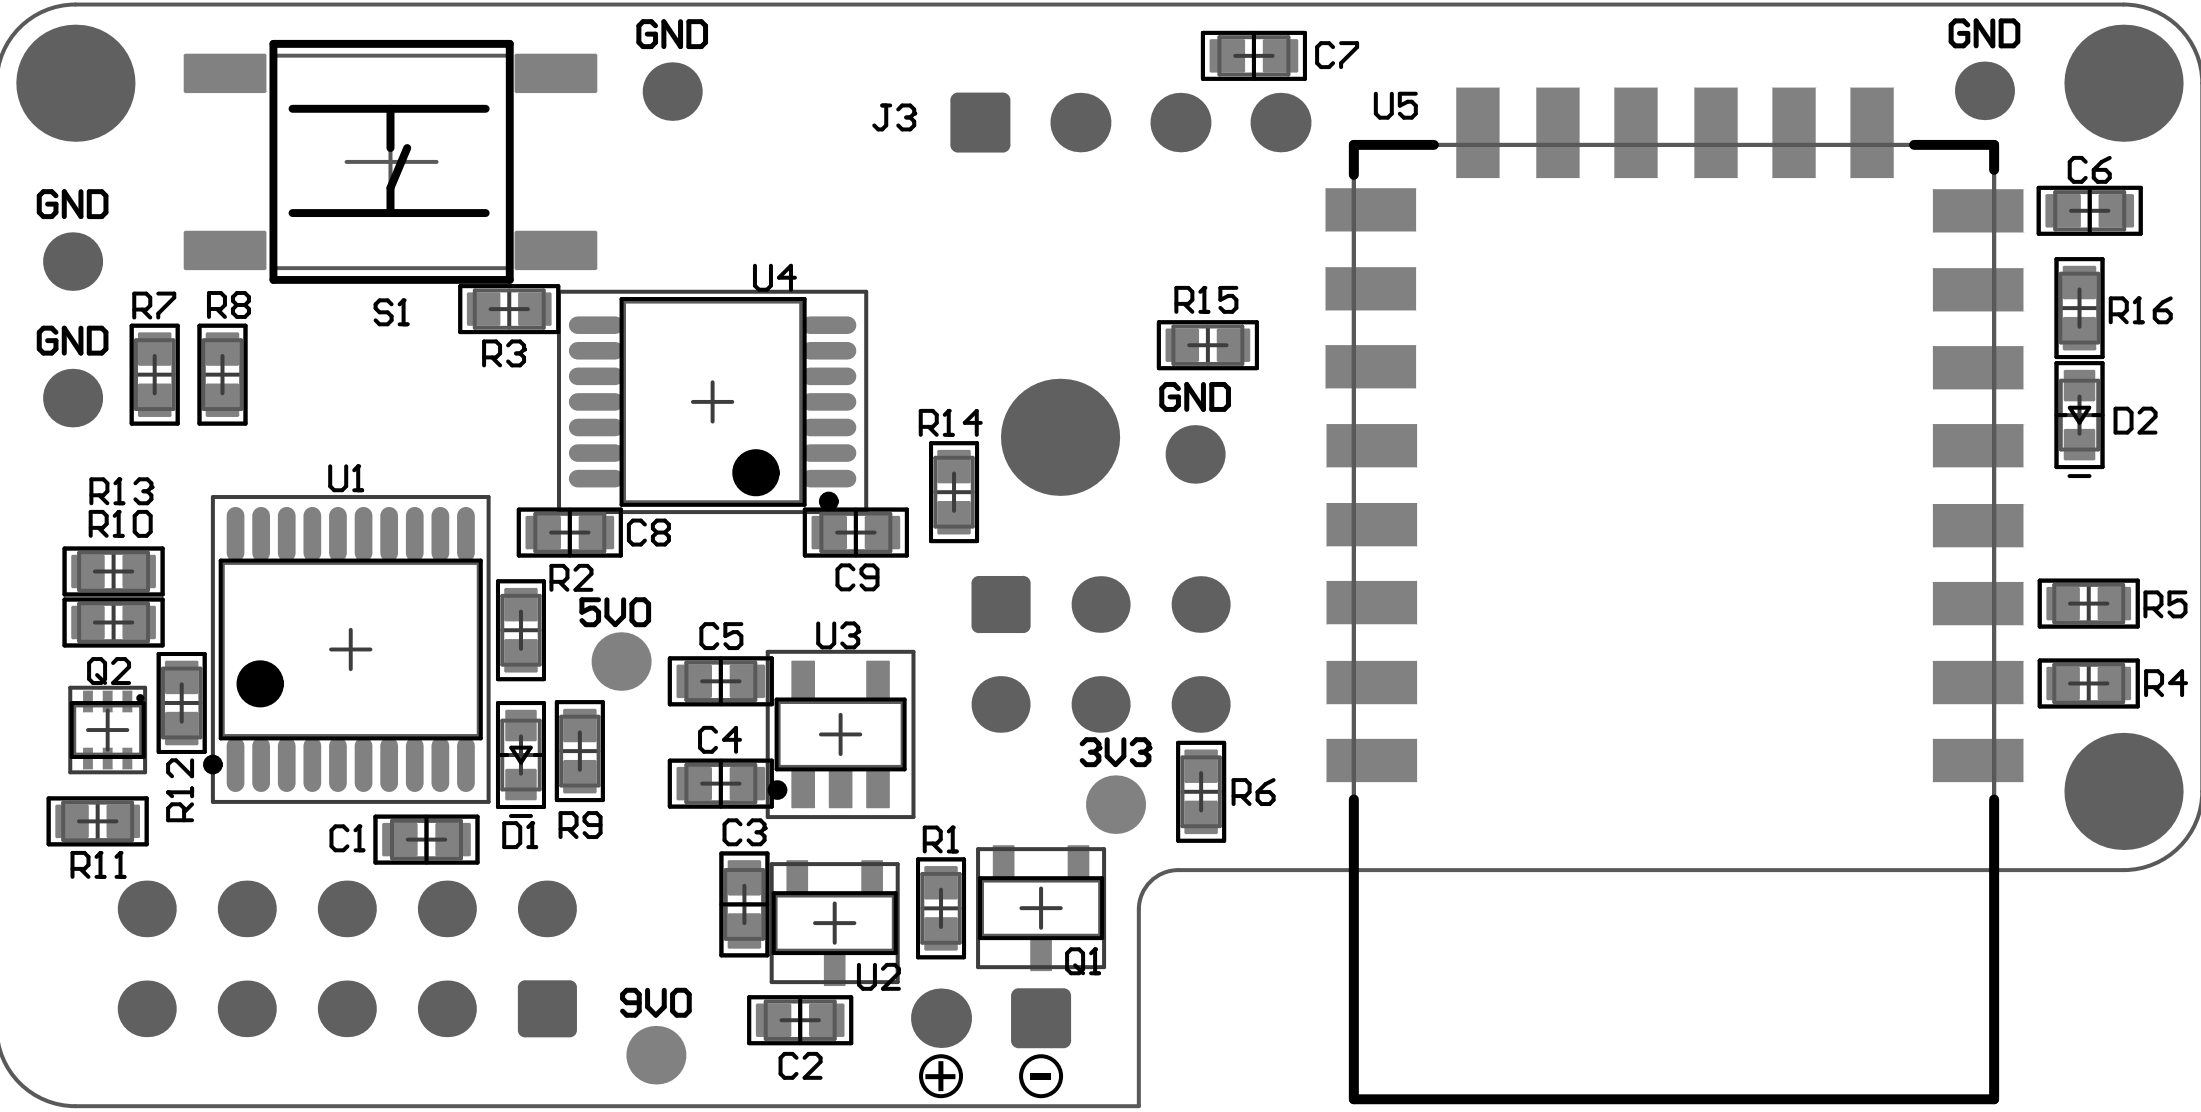 GND
GND
C7
J3
U5
C6
GND
U4
R15
R7
R8
S1
R16
GND
R3
GND
R14
D2
U1
R13
R10
C8
R2
C9
5V0
C5
U3
R5
Q2
R4
C4
3V3
R12
R6
C1
D1
R9
C3
R1
R11
U2
Q1
9V0
C2
+
-